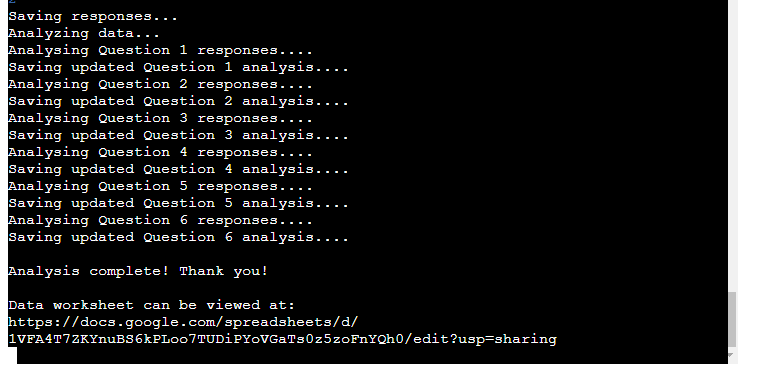 Saving responses...
Analyzing data...
Analysing Question 1 responses....
Saving updated Question 1 analysis....
Analysing Question 2 responses....
Saving updated Question 2 analysis....
Analysing Question 3 responses....
Saving updated Question 3 analysis....
Analysing Question 4 responses....
Saving updated Question 4 analysis....
Analysing Question 5 responses....
Saving updated Question 5 analysis....
Analysing Question 6 responses....
Saving updated Question 6 analysis....
Analysis complete! Thank you!
Data worksheet can be viewed at:
https://docs.google.com/spreadsheets/d/
1VFA4T7ZKYnuBS6kPLoo7TUDiPYoVGaTs0z5zoFnYQh0/edit?usp=sharing